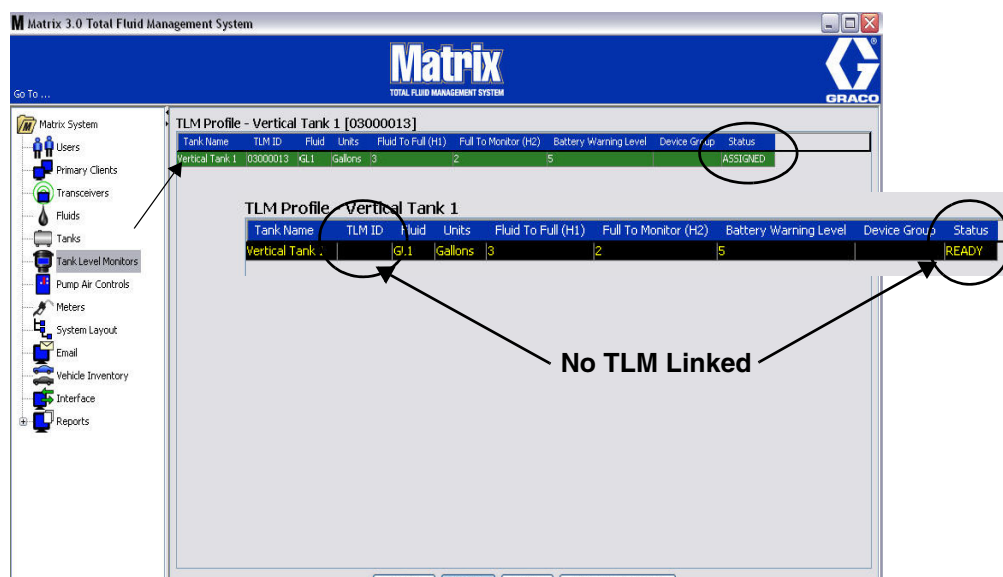 Matrix 3.0 Total Fluid Management System
Matrix
TOTAL FLUID MANAGEMENT SYSTEM
GRACO
Go To ...
Matrix System
Users
Primary Clients
Transceivers
Fluids
Tanks
Tank Level Monitors
Pump Air Controls
Meters
System Layout
Email
Vehicle Inventory
Interface
Reports
TLM Profile - Vertical Tank 1 [03000013]
Tank Name TLM ID Fluid Units Fluid To Full (H1) Full To Monitor (H2) Battery Warning Level Device Group Status
Vertical Tank 1 03000013 GL1 Gallons 3 2 5 ASSIGNED
TLM Profile - Vertical Tank 1
Tank Name TLM ID Fluid Units Fluid To Full (H1) Full To Monitor (H2) Battery Warning Level Device Group Status
Vertical Tank GL1 Gallons 3 2 5 READY
No TLM Linked